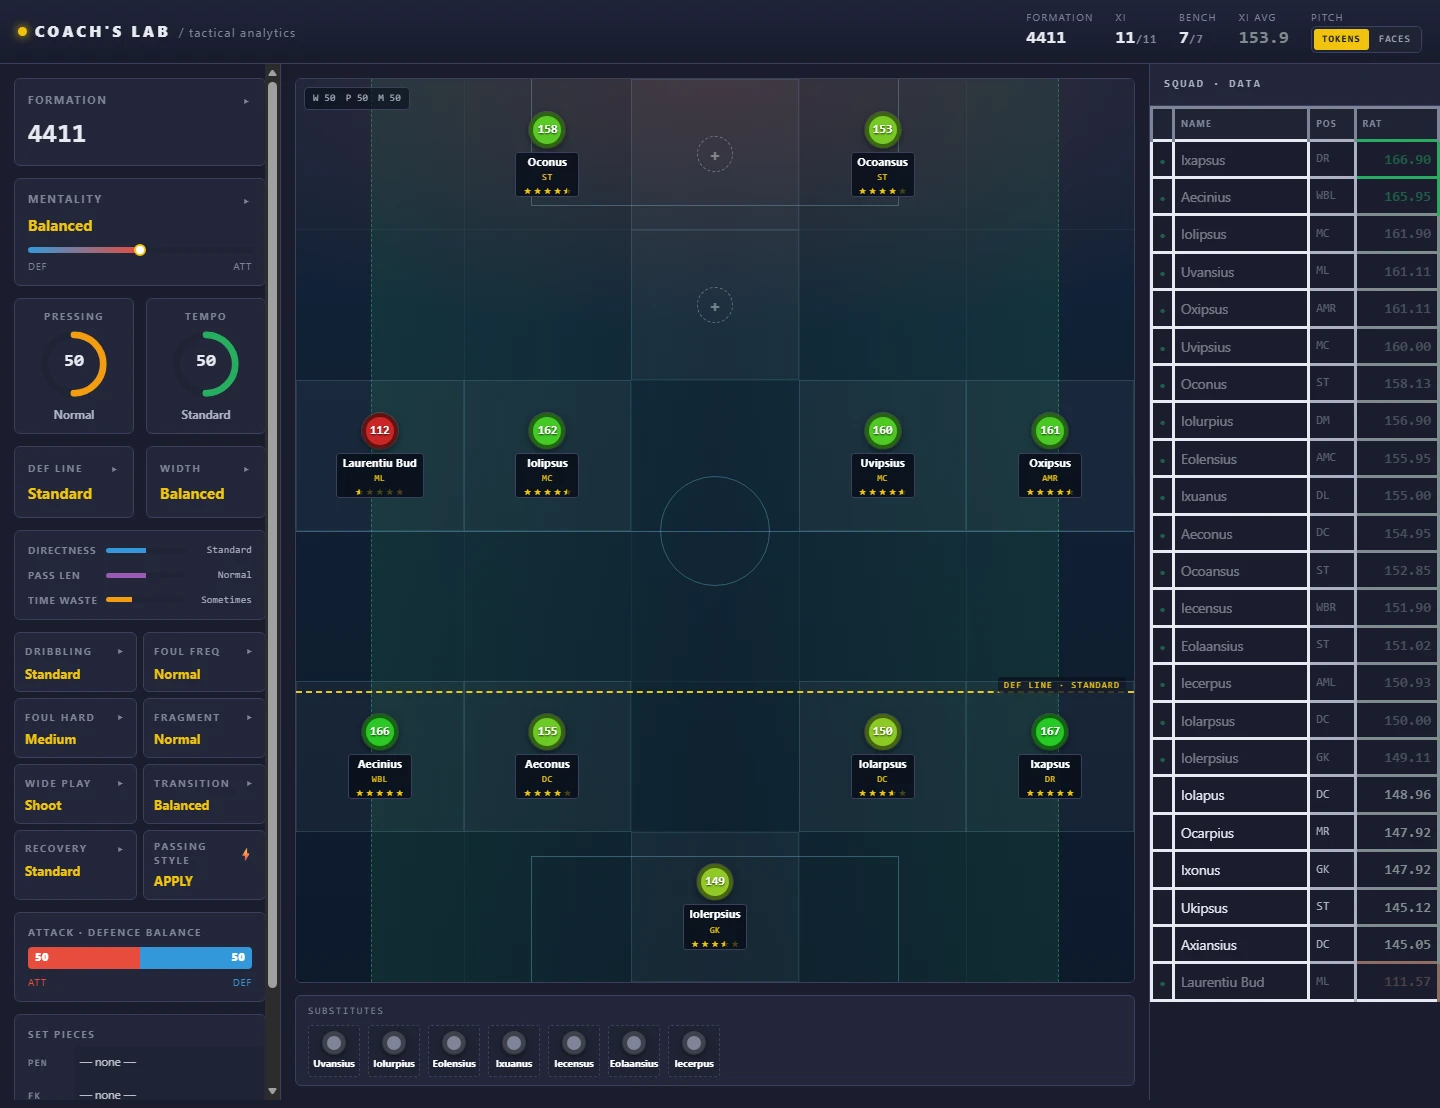 COACH'S LAB / tactical analytics
FORMATION XI BENCH XI AVG PITCH
4411 11/11 7/7 153.9 TOKENS FACES
FORMATION ▸
4411
MENTALITY ▸
Balanced
DEF ATT
PRESSING TEMPO
50 50
Normal Standard
DEF LINE ▸ WIDTH ▸
Standard Balanced
DIRECTNESS Standard
PASS LEN Normal
TIME WASTE Sometimes
DRIBBLING ▸ FOUL FREQ ▸
Standard Normal
FOUL HARD ▸ FRAGMENT ▸
Medium Normal
WIDE PLAY ▸ TRANSITION ▸
Shoot Balanced
RECOVERY ▸ PASSING STYLE
Standard APPLY
ATTACK · DEFENCE BALANCE
50 50
ATT DEF
SET PIECES
PEN — none —
FK — none —
W 50 P 50 M 50
158 153
Oconus + Ocoansus
ST ST
+
112 162 160 161
Laurentiu Bud Iolipsus Uvipsius Oxipsus
ML MC MC AMR
DEF LINE · STANDARD
166 155 150 167
Aecinius Aeconus Iolarpsus Ixapsus
WBL DC DC DR
149
Iolerpsius
GK
SUBSTITUTES
Uvansius Iolurpius Eolensius Ixuanus Iecensus Eolaansius Iecerpus
SQUAD · DATA
NAME POS RAT
Ixapsus DR 166.90
Aecinius WBL 165.95
Iolipsus MC 161.90
Uvansius ML 161.11
Oxipsus AMR 161.11
Uvipsius MC 160.00
Oconus ST 158.13
Iolurpius DM 156.90
Eolensius AMC 155.95
Ixuanus DL 155.00
Aeconus DC 154.95
Ocoansus ST 152.85
Iecensus WBR 151.90
Eolaansius ST 151.02
Iecerpus AML 150.93
Iolarpsus DC 150.00
Iolerpsius GK 149.11
Iolapus DC 148.96
Ocarpius MR 147.92
Ixonus GK 147.92
Ukipsus ST 145.12
Axiansius DC 145.05
Laurentiu Bud ML 111.57